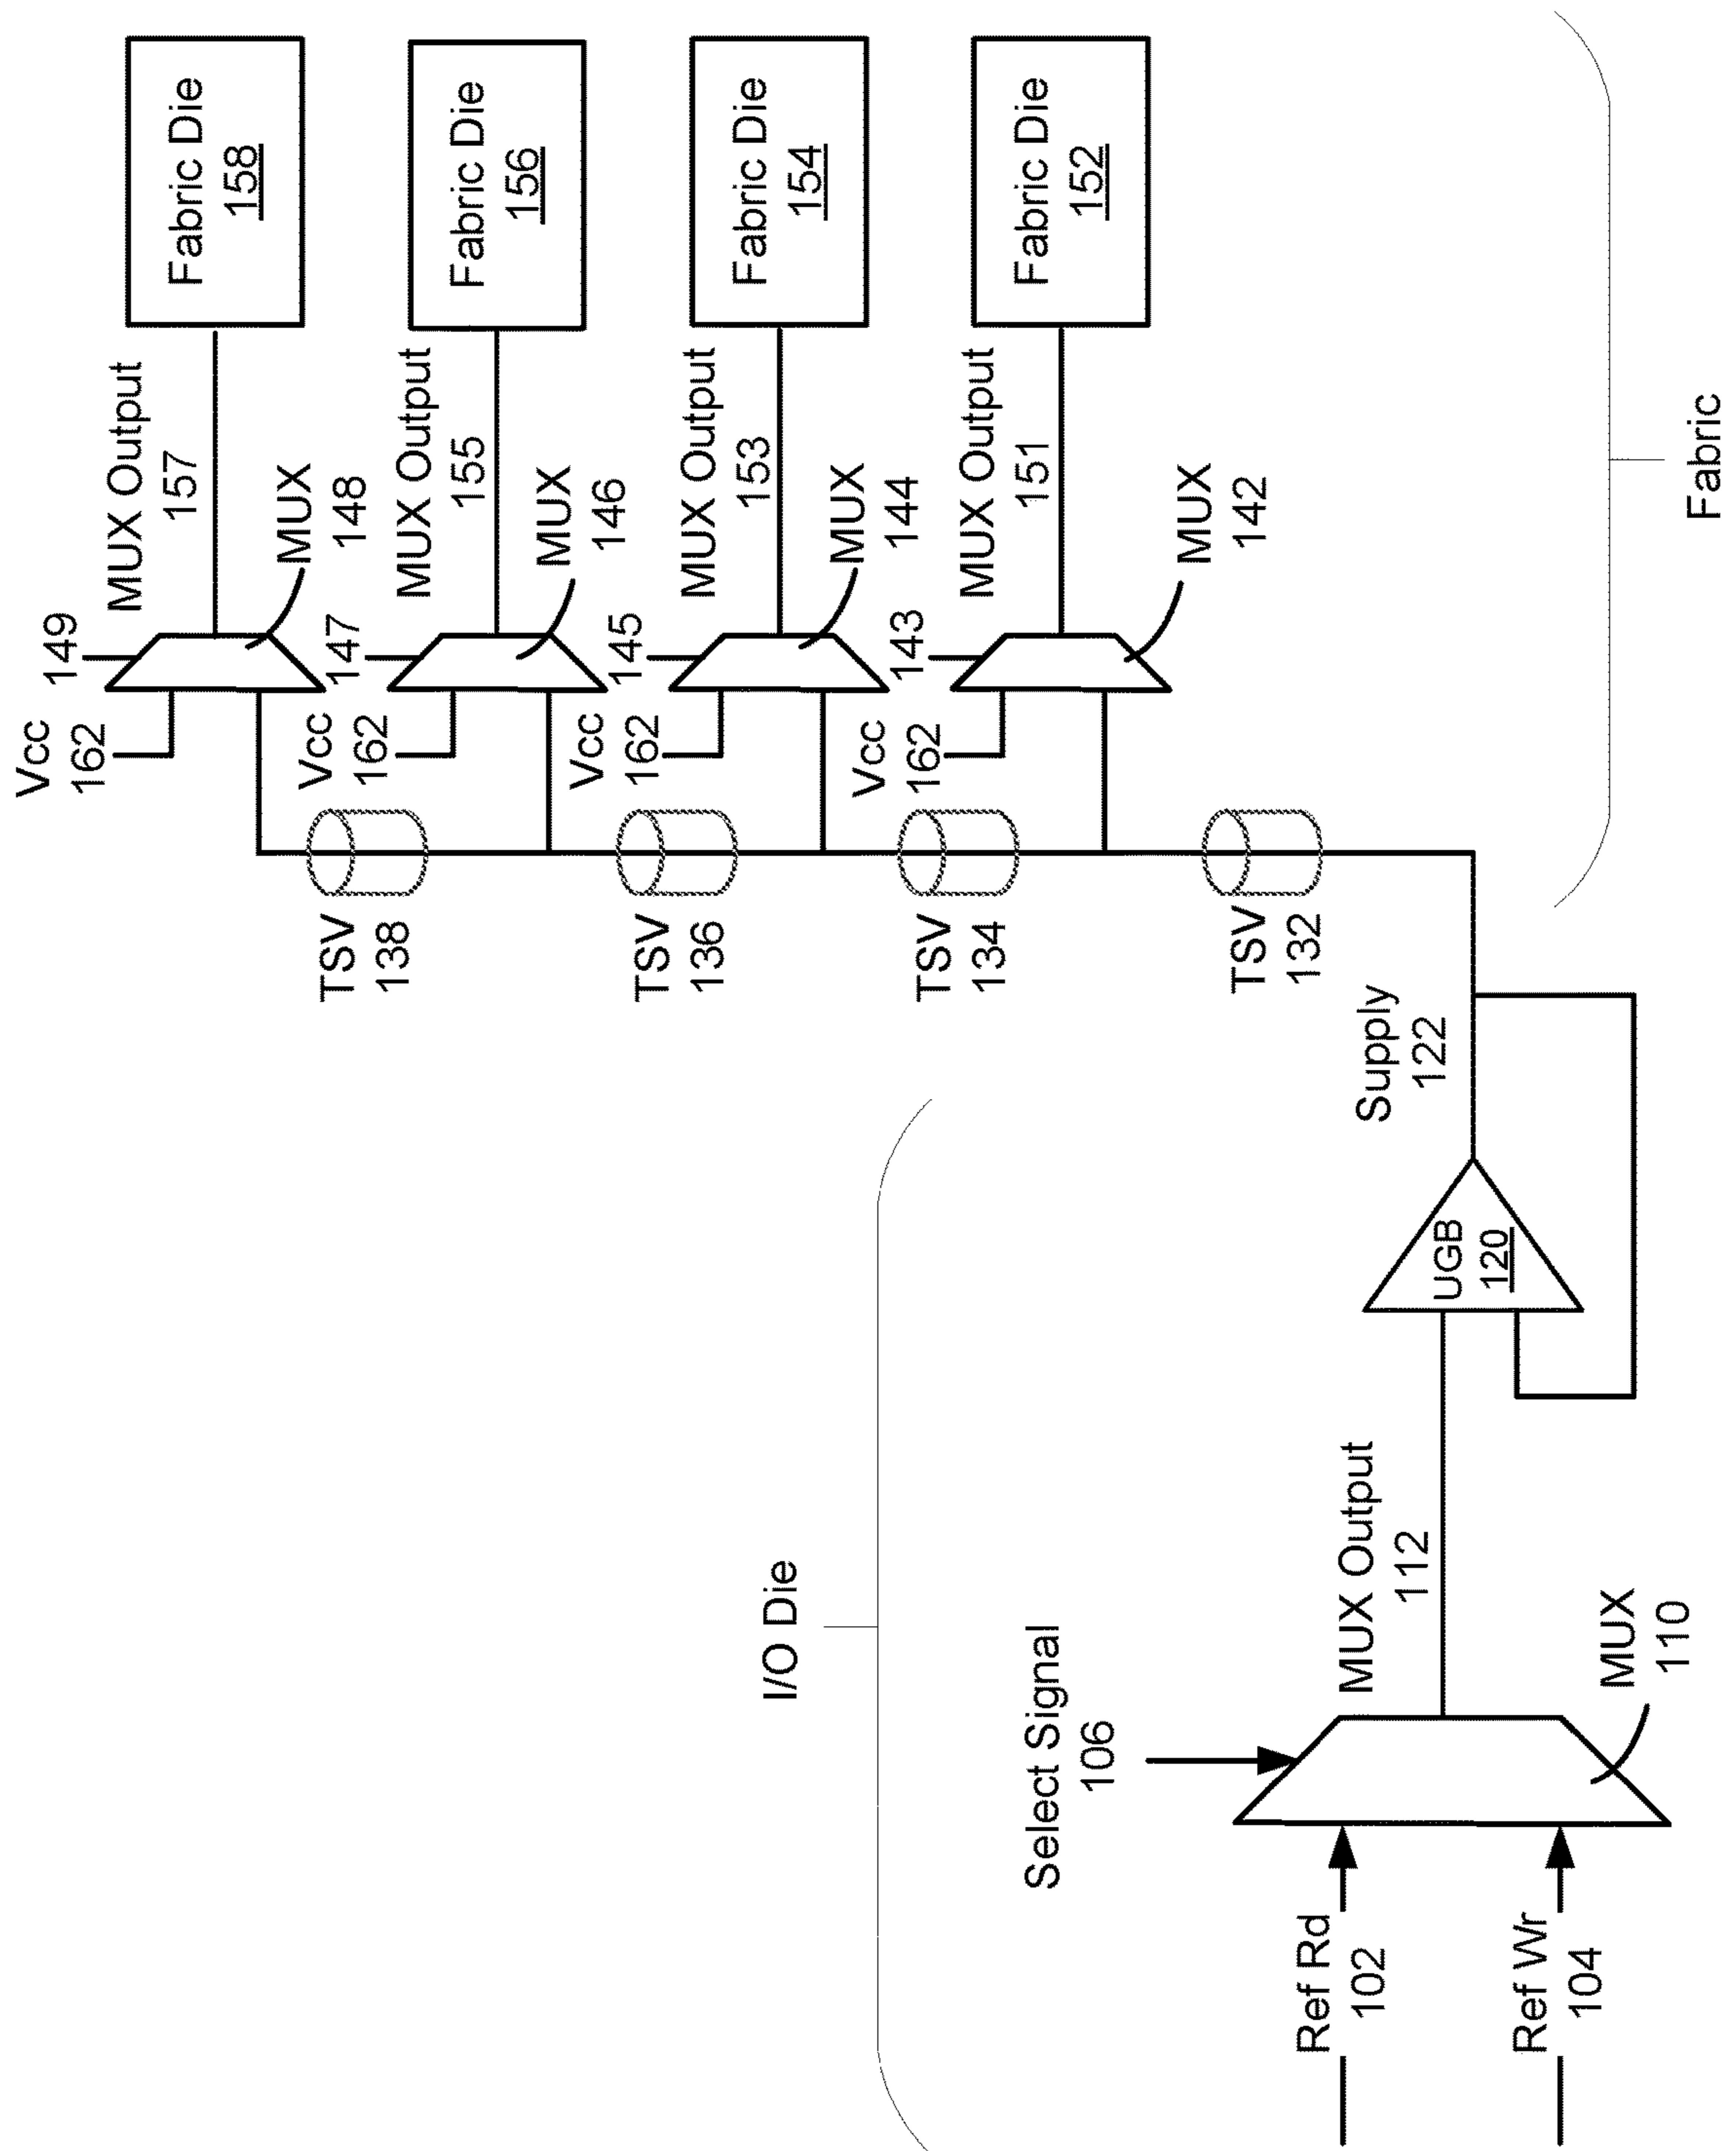 I/O Die
Ref Rd
102
Ref Wr
104
Select Signal
106
MUX
110
MUX Output
112
UGB
120
Supply
122
Fabric
TSV
132
TSV
134
TSV
136
TSV
138
Vcc
162
149
MUX
148
MUX Output
157
Fabric Die
158
Vcc
162
147
MUX
146
MUX Output
155
Fabric Die
156
Vcc
162
145
MUX
144
MUX Output
153
Fabric Die
154
Vcc
162
143
MUX
142
MUX Output
151
Fabric Die
152